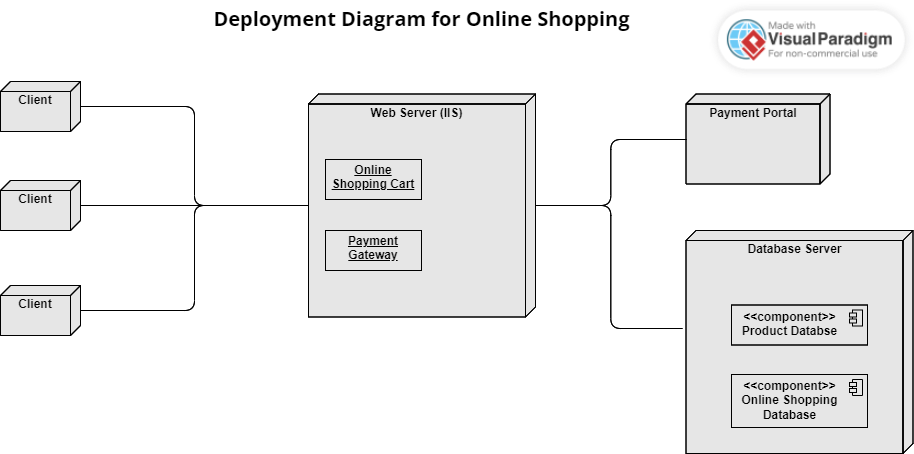 Deployment Diagram for Online Shopping
Made with
Visual Paradigm
For non-commercial use
Client
Client
Client
Web Server (IIS)
Online
Shopping Cart
Payment
Gateway
Payment Portal
Database Server
<<component>>
Product Databse
<<component>>
Online Shopping
Database